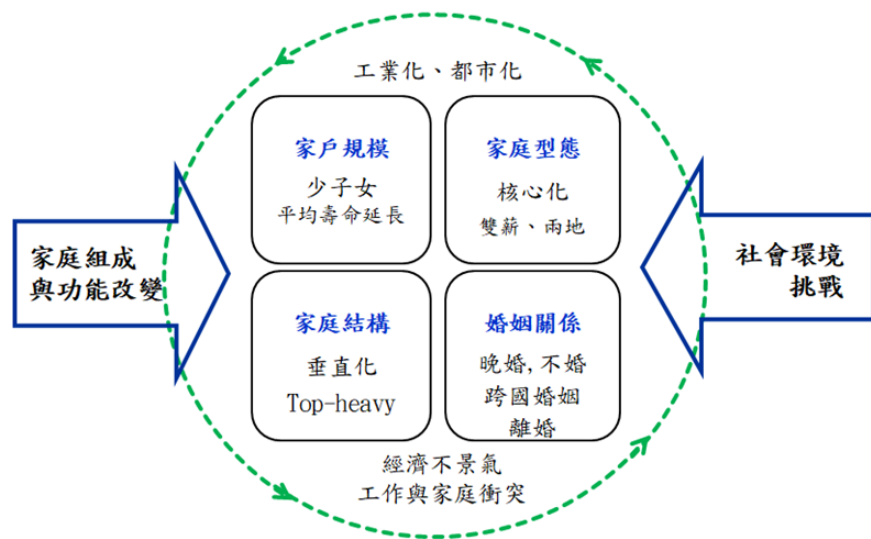 工業化、都市化
家戶規模
少子女
平均壽命延長
家庭型態
核心化
雙薪、兩地
家庭組成
與功能改變
社會環境
挑戰
家庭結構
垂直化
Top-heavy
婚姻關係
晚婚,不婚
跨國婚姻
離婚
經濟不景氣
工作與家庭衝突